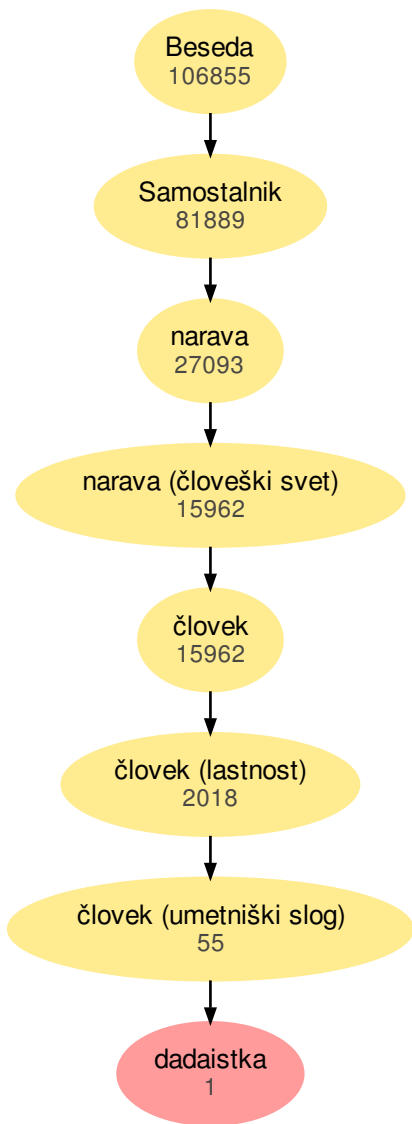 Beseda
106855
Samostalnik
81889
narava
27093
narava (človeški svet)
15962
človek
15962
človek (lastnost)
2018
človek (umetniški slog)
55
dadaistka
1